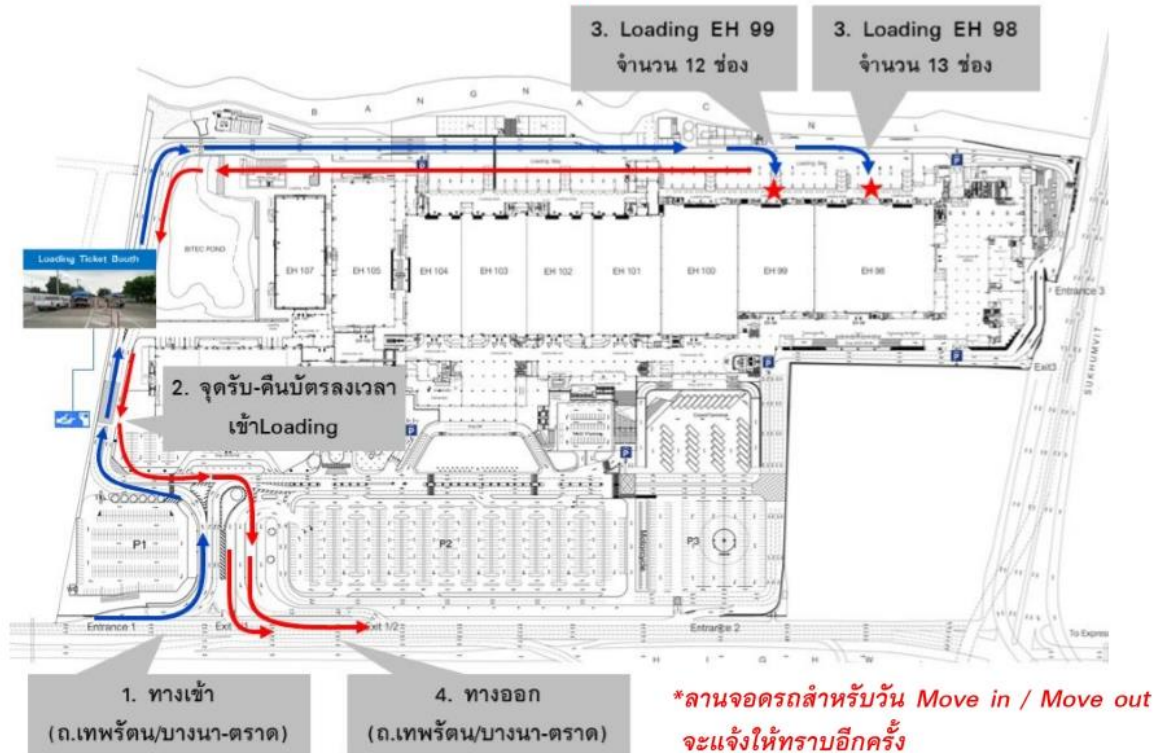 3. Loading EH 99
จำนวน 12 ช่อง
3. Loading EH 98
จำนวน 13 ช่อง
B A N G N A C N L
Loading Bay
Loading Bay
BITEC POND
EH 107
EH 105
EH 104
EH 103
EH 102
EH 101
EH 100
EH 99
EH 98
Loading Ticket Booth
Entrance 3
Exit3
SUKHUMVIT
2. จุดรับ-คืนบัตรลงเวลา
เข้าLoading
P1
P2
Motorcycle
P3
Entrance 1
Exit 1/2
Entrance 2
H I G H W
1. ทางเข้า
(ถ.เทพรัตน/บางนา-ตราด)
4. ทางออก
(ถ.เทพรัตน/บางนา-ตราด)
*ลานจอดรถสำหรับวัน Move in / Move out
จะแจ้งให้ทราบอีกครั้ง